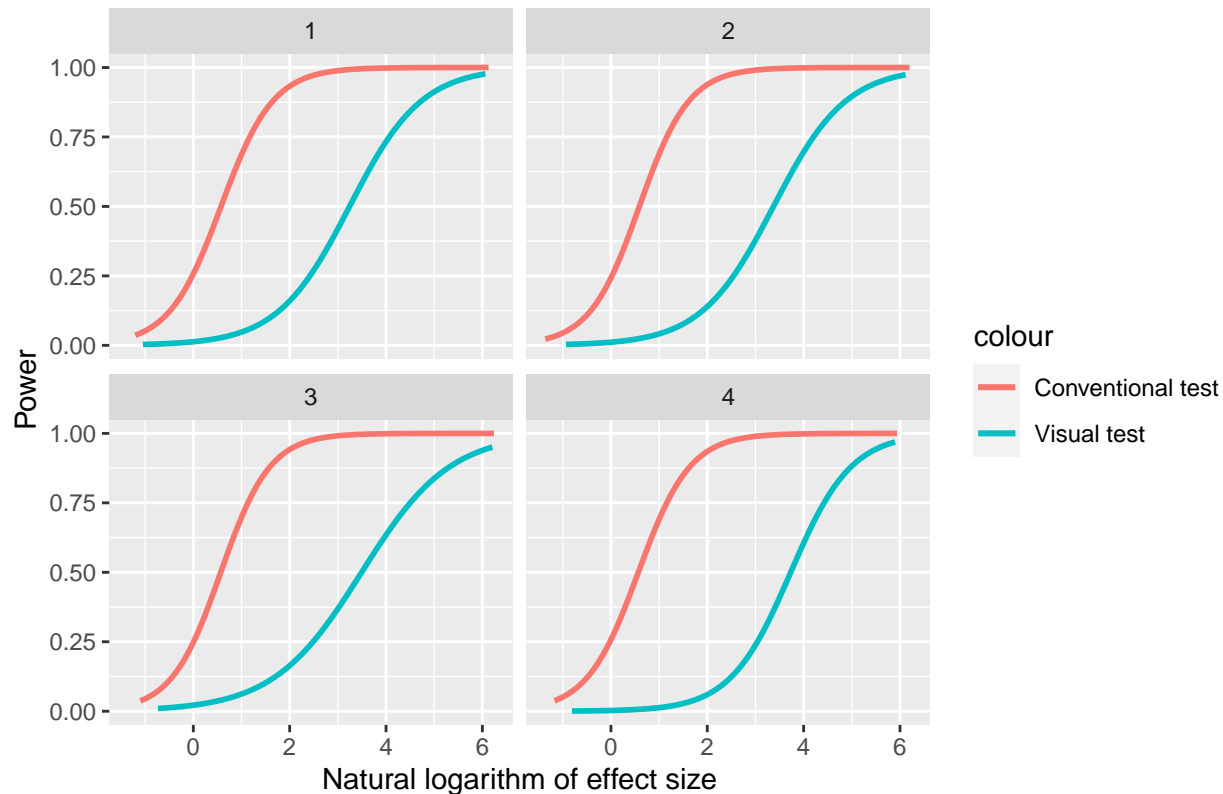 1 2
1.00
0.75
0.50
0.25
0.00
3 4
1.00
0.75
0.50
0.25
0.00
0 2 4 6 0 2 4 6
Natural logarithm of effect size
Power
colour
Conventional test
Visual test